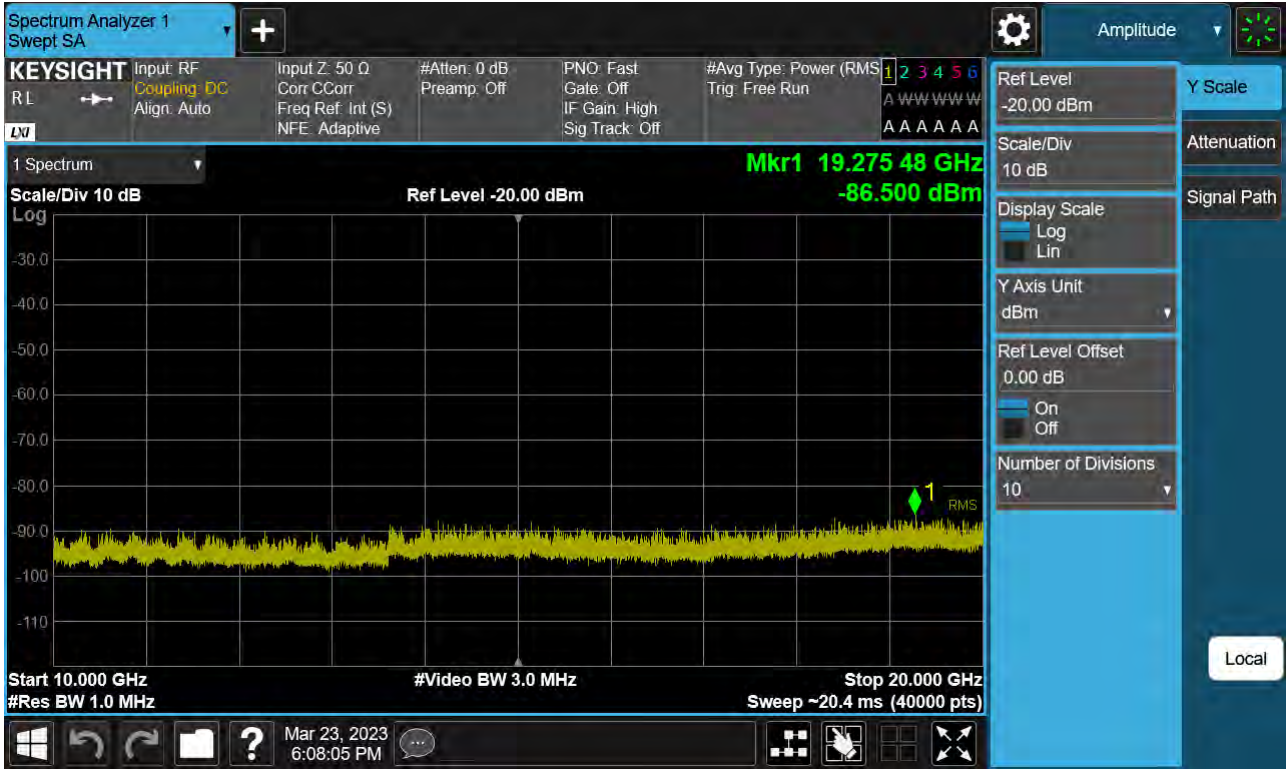 Spectrum Analyzer 1
Swept SA
+
Amplitude
KEYSIGHT
R L
LXI
Input: RF
Coupling: DC
Align: Auto
Input Z: 50 Ω
Corr CCorr
Freq Ref: Int (S)
NFE: Adaptive
#Atten: 0 dB
Preamp: Off
PNO: Fast
Gate: Off
IF Gain: High
Sig Track: Off
#Avg Type: Power (RMS
Trig: Free Run
1 2 3 4 5 6
A W W W W W
A A A A A A
1 Spectrum
Mkr1 19.275 48 GHz
Scale/Div 10 dB
Ref Level -20.00 dBm
-86.500 dBm
Log
-30.0
-40.0
-50.0
-60.0
-70.0
-80.0
-90.0
-100
-110
1
RMS
Start 10.000 GHz
#Video BW 3.0 MHz
Stop 20.000 GHz
#Res BW 1.0 MHz
Sweep ~20.4 ms (40000 pts)
Ref Level
-20.00 dBm
Scale/Div
10 dB
Display Scale
Log
Lin
Y Axis Unit
dBm
Ref Level Offset
0.00 dB
On
Off
Number of Divisions
10
Y Scale
Attenuation
Signal Path
Local
?
Mar 23, 2023
6:08:05 PM